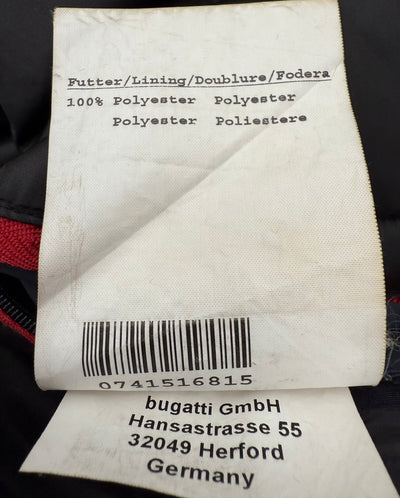 Futter/Lining/Doublure/Fodera
100% Polyester Polyester
Polyester Poliestere
0741516815
bugatti GmbH
Hansastrasse 55
32049 Herford
Germany